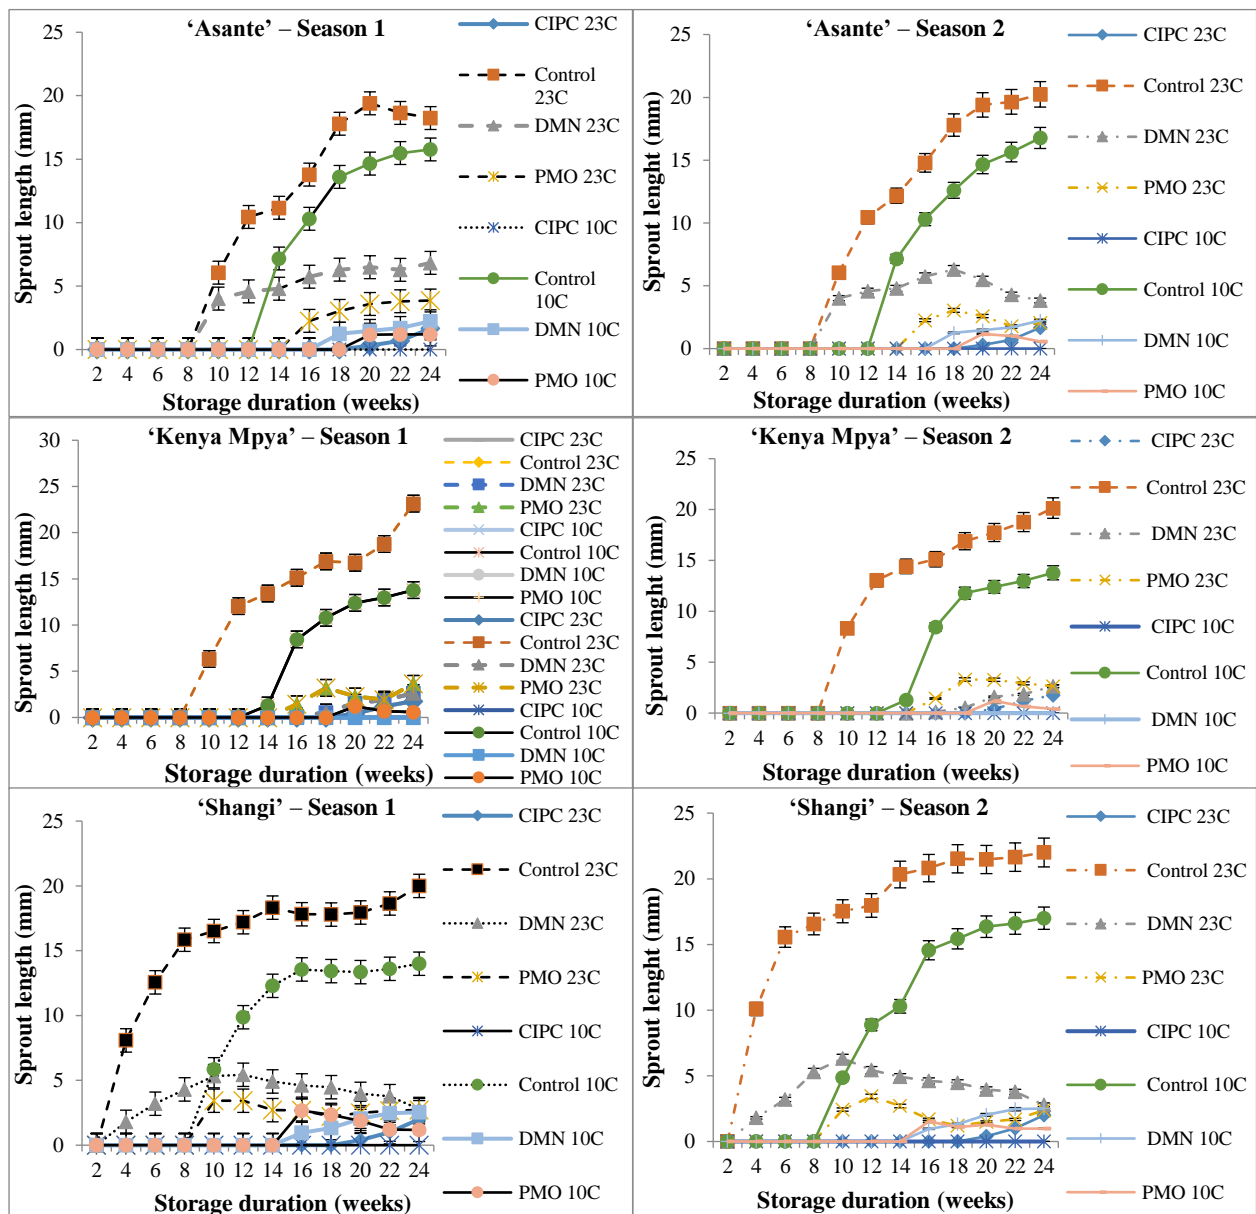 ‘Asante’ – Season 1
Sprout length (mm)
25
20
15
10
5
0
2 4 6 8 10 12 14 16 18 20 22 24
Storage duration (weeks)
CIPC 23C
Control
23C
DMN 23C
PMO 23C
CIPC 10C
Control
10C
DMN 10C
PMO 10C
‘Asante’ – Season 2
Sprout lenght (mm)
25
20
15
10
5
0
2 4 6 8 10 12 14 16 18 20 22 24
Storage duration (weeks)
CIPC 23C
Control 23C
DMN 23C
PMO 23C
CIPC 10C
Control 10C
DMN 10C
PMO 10C
‘Kenya Mpya’ – Season 1
Sprout length (mm)
30
25
20
15
10
5
0
2 4 6 8 10 12 14 16 18 20 22 24
Storage duration (weeks)
CIPC 23C
Control 23C
DMN 23C
PMO 23C
CIPC 10C
Control 10C
DMN 10C
PMO 10C
CIPC 23C
Control 23C
DMN 23C
PMO 23C
CIPC 10C
Control 10C
DMN 10C
PMO 10C
‘Kenya Mpya’ – Season 2
Sprout lenght (mm)
25
20
15
10
5
0
2 4 6 8 10 12 14 16 18 20 22 24
Storage duration (weeks)
CIPC 23C
Control 23C
DMN 23C
PMO 23C
CIPC 10C
Control 10C
DMN 10C
PMO 10C
‘Shangi’ – Season 1
Sprout length (mm)
25
20
15
10
5
0
2 4 6 8 10 12 14 16 18 20 22 24
Storage duration (weeks)
CIPC 23C
Control 23C
DMN 23C
PMO 23C
CIPC 10C
Control 10C
DMN 10C
PMO 10C
‘Shangi’ – Season 2
Sprout lenght (mm)
25
20
15
10
5
0
2 4 6 8 10 12 14 16 18 20 22 24
Storage duration (weeks)
CIPC 23C
Control 23C
DMN 23C
PMO 23C
CIPC 10C
Control 10C
DMN 10C
PMO 10C